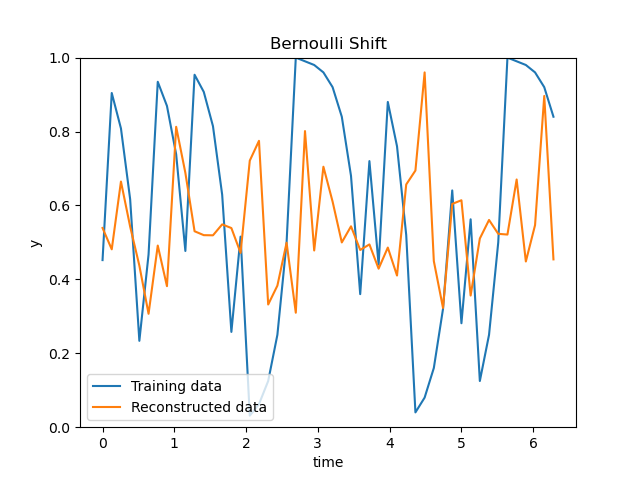 Bernoulli Shift
1.0
0.8
0.6
0.4
0.2
0.0
y
Training data
Reconstructed data
0 1 2 3 4 5 6
time